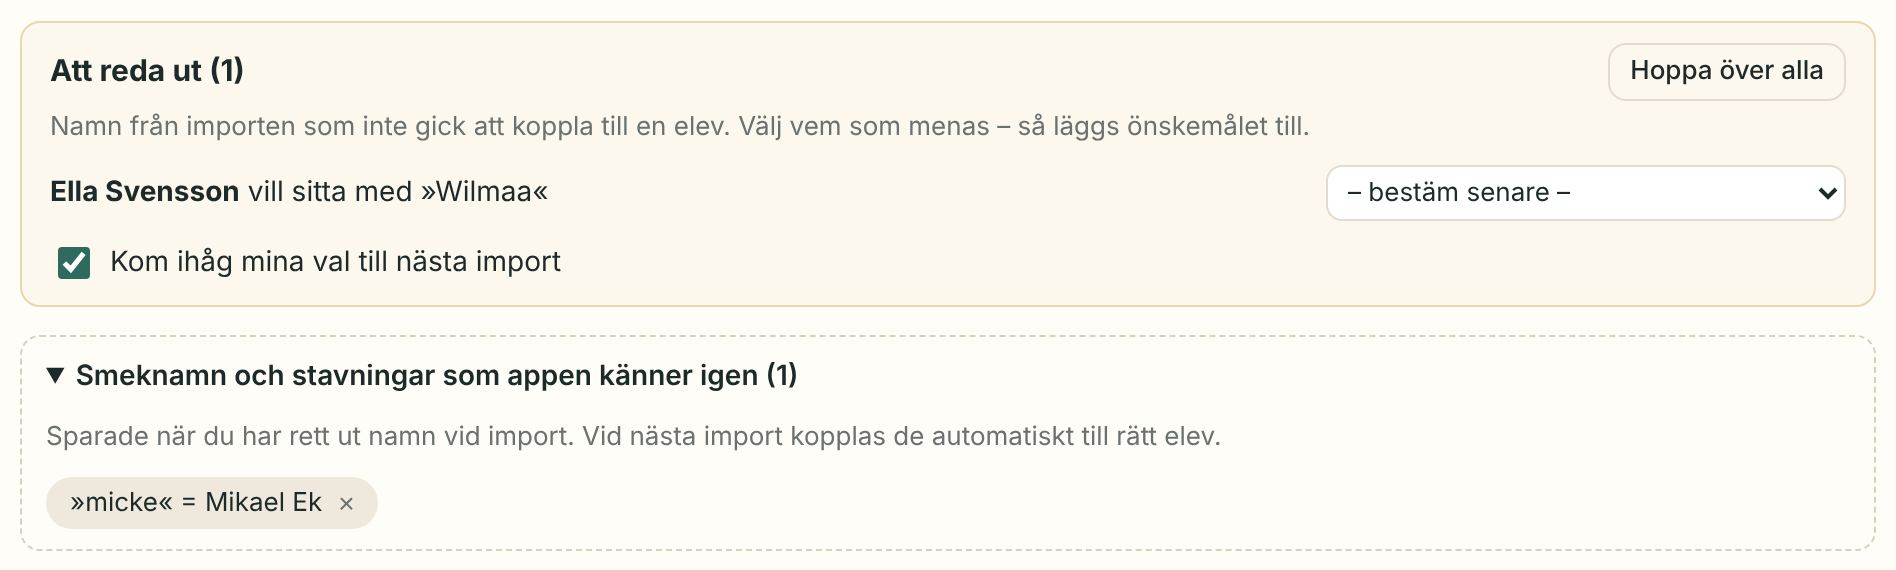 Att reda ut (1)
Hoppa över alla
Namn från importen som inte gick att koppla till en elev. Välj vem som menas – så läggs önskemålet till.
Ella Svensson vill sitta med »Wilmaa«
– bestäm senare –
Kom ihåg mina val till nästa import
▼ Smeknamn och stavningar som appen känner igen (1)
Sparade när du har rett ut namn vid import. Vid nästa import kopplas de automatiskt till rätt elev.
»micke« = Mikael Ek ×